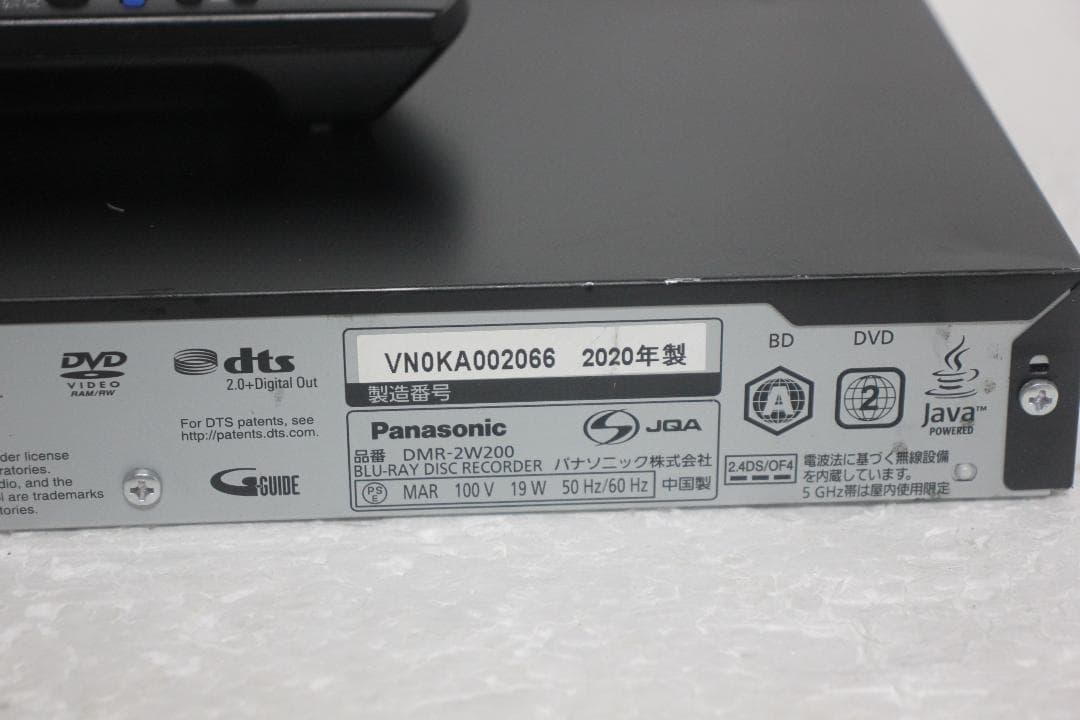 der license
ratories.
dio, and the
ol are trademarks
tories.
DVD
VIDEO
RAM/RW
dts
2.0+Digital Out
For DTS patents, see
http://patents.dts.com.
G-GUIDE
VN0KA002066 2020年製
製造番号
Panasonic
JQA
品番 DMR-2W200
BLU-RAY DISC RECORDER パナソニック株式会社
PS
E
MAR 100 V 19 W 50 Hz/60 Hz 中国製
BD
A
DVD
2
Java™
POWERED
2.4DS/OF4
電波法に基づく無線設備
を内蔵しています。
5 GHz帯は屋内使用限定